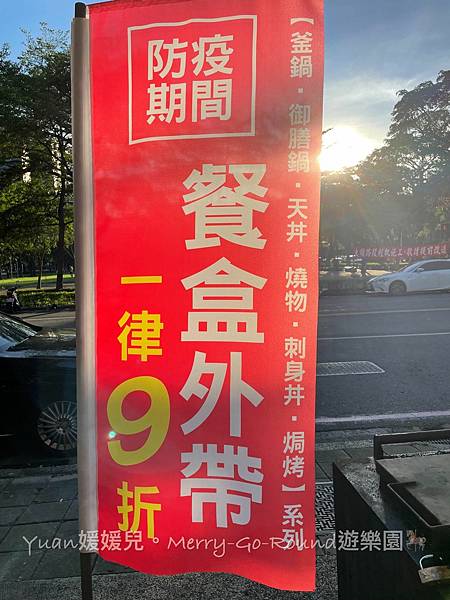 防疫
期間
餐盒外帶
一律9折
【釜鍋・御膳鍋・天丼・燒物・刺身丼・焗烤】系列
Yuan媛媛兒。Merry-Go-Round遊樂園